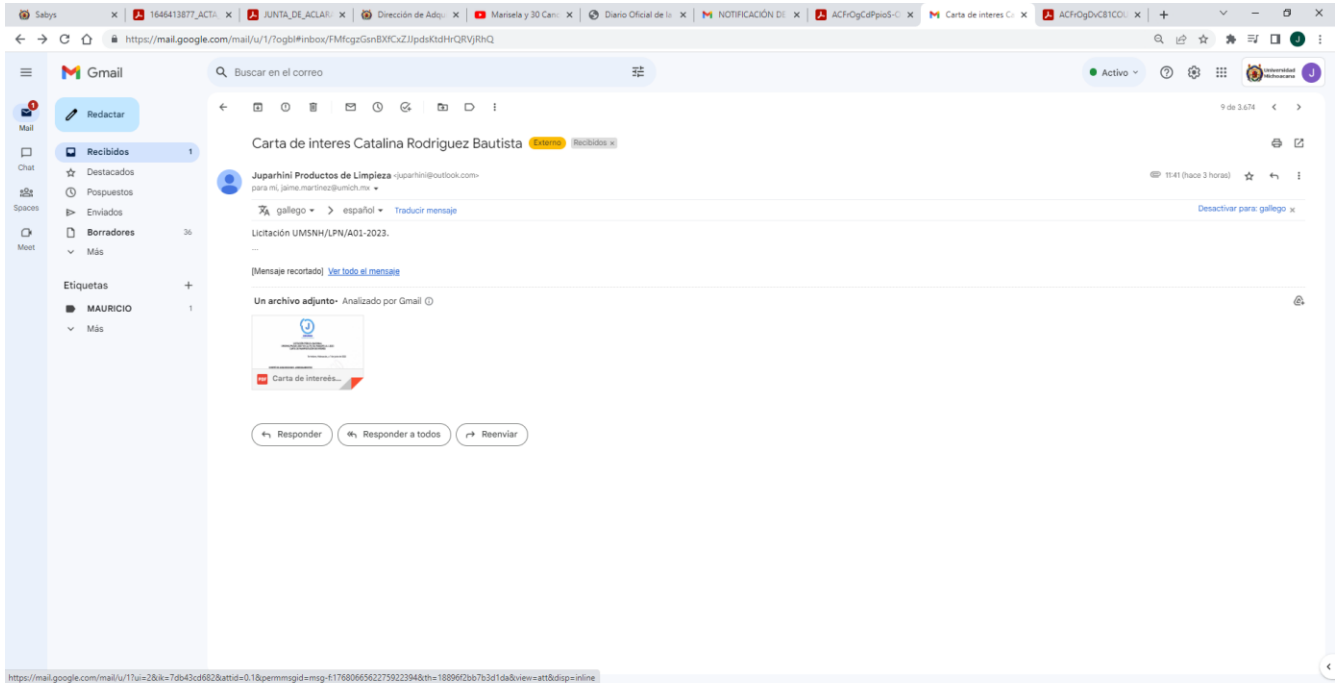 Sabys
1646413877_ACTA_
JUNTA_DE_ACLARA
Dirección de Adqu
Marisela y 30 Canc
Diario Oficial de la
NOTIFICACIÓN DE
ACFrOgCdPpioS-O
Carta de interes Ca
ACFrOgDvC81COU
https://mail.google.com/mail/u/1/?ogbl#inbox/FMfcgzGsnBXfCxZJJpdsKtdHrQRVjRhQ
J
Gmail
Buscar en el correo
Activo
Universidad
Michoacana
J
1
Mail
Chat
Spaces
Meet
Redactar
Recibidos 1
Destacados
Pospuestos
Enviados
Borradores 36
Más
Etiquetas
MAURICIO 1
Más
9 de 3.674
Carta de interes Catalina Rodríguez Bautista Externo Recibidos x
Juparhini Productos de Limpieza <juparhini@outlook.com> 11:41 (hace 3 horas)
para mí, jaime.martinez@umich.mx
gallego > español Traducir mensaje Desactivar para: gallego x
Licitación UMSNH/LPN/A01-2023.
...
[Mensaje recortado] Ver todo el mensaje
Un archivo adjunto• Analizado por Gmail
J
PDF Carta de intereés...
Responder Responder a todos Reenviar
https://mail.google.com/mail/u/1?ui=2&ik=7db43cd682&attid=0.1&permmsgid=msg-f:1768066562275922394&th=18896f2bb7b3d1da&view=att&disp=inline